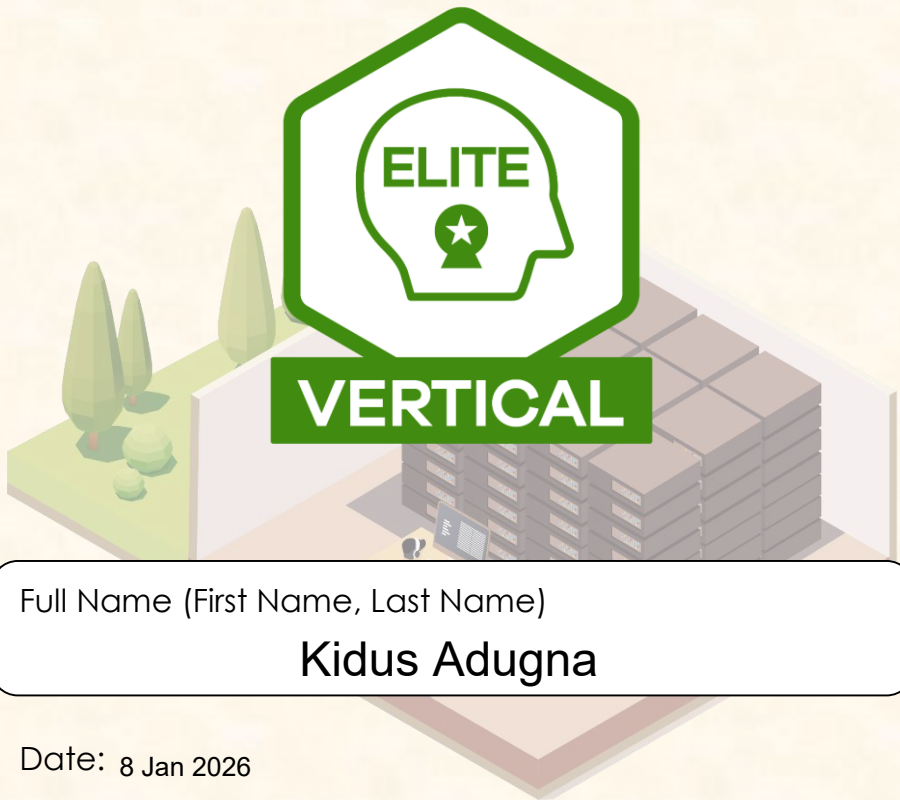 ELITE
VERTICAL
Full Name (First Name, Last Name)
Kidus Adugna
Date: 8 Jan 2026